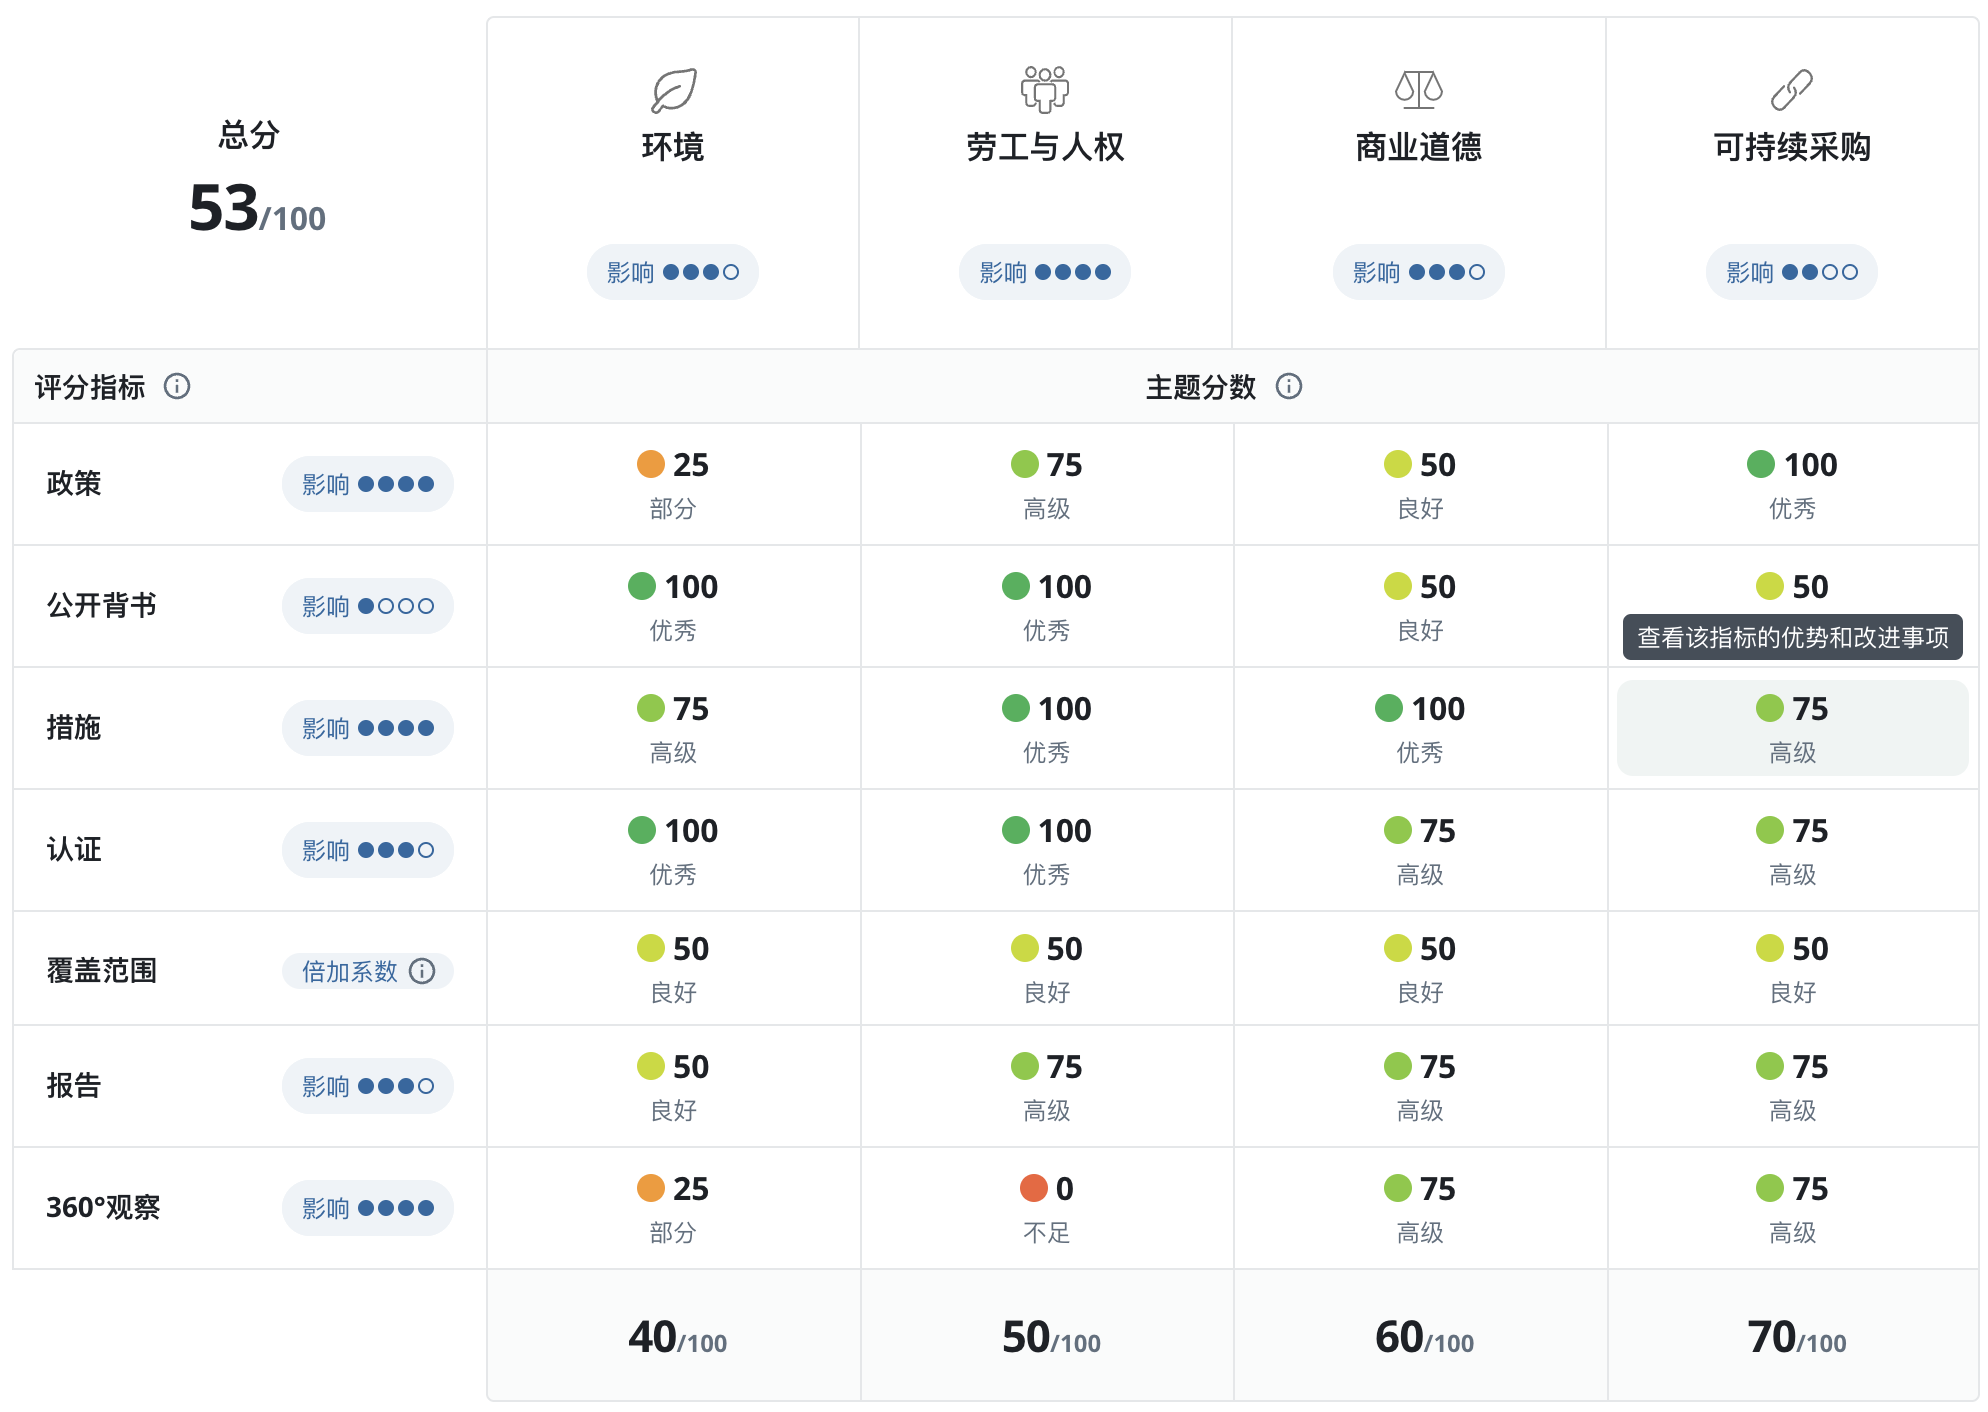 总分
53/100
环境
影响
劳工与人权
影响
商业道德
影响
可持续采购
影响
评分指标
主题分数
政策
影响
25
部分
75
高级
50
良好
100
优秀
公开背书
影响
100
优秀
100
优秀
50
良好
50
查看该指标的优势和改进事项
措施
影响
75
高级
100
优秀
100
优秀
75
高级
认证
影响
100
优秀
100
优秀
75
高级
75
高级
覆盖范围
倍加系数
50
良好
50
良好
50
良好
50
良好
报告
影响
50
良好
75
高级
75
高级
75
高级
360°观察
影响
25
部分
0
不足
75
高级
75
高级
40/100
50/100
60/100
70/100